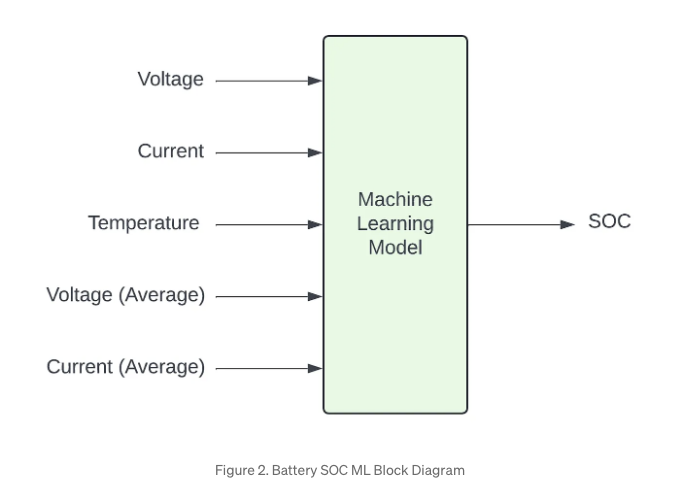 Voltage
Current
Temperature
Voltage (Average)
Current (Average)
Machine
Learning
Model
SOC
Figure 2. Battery SOC ML Block Diagram